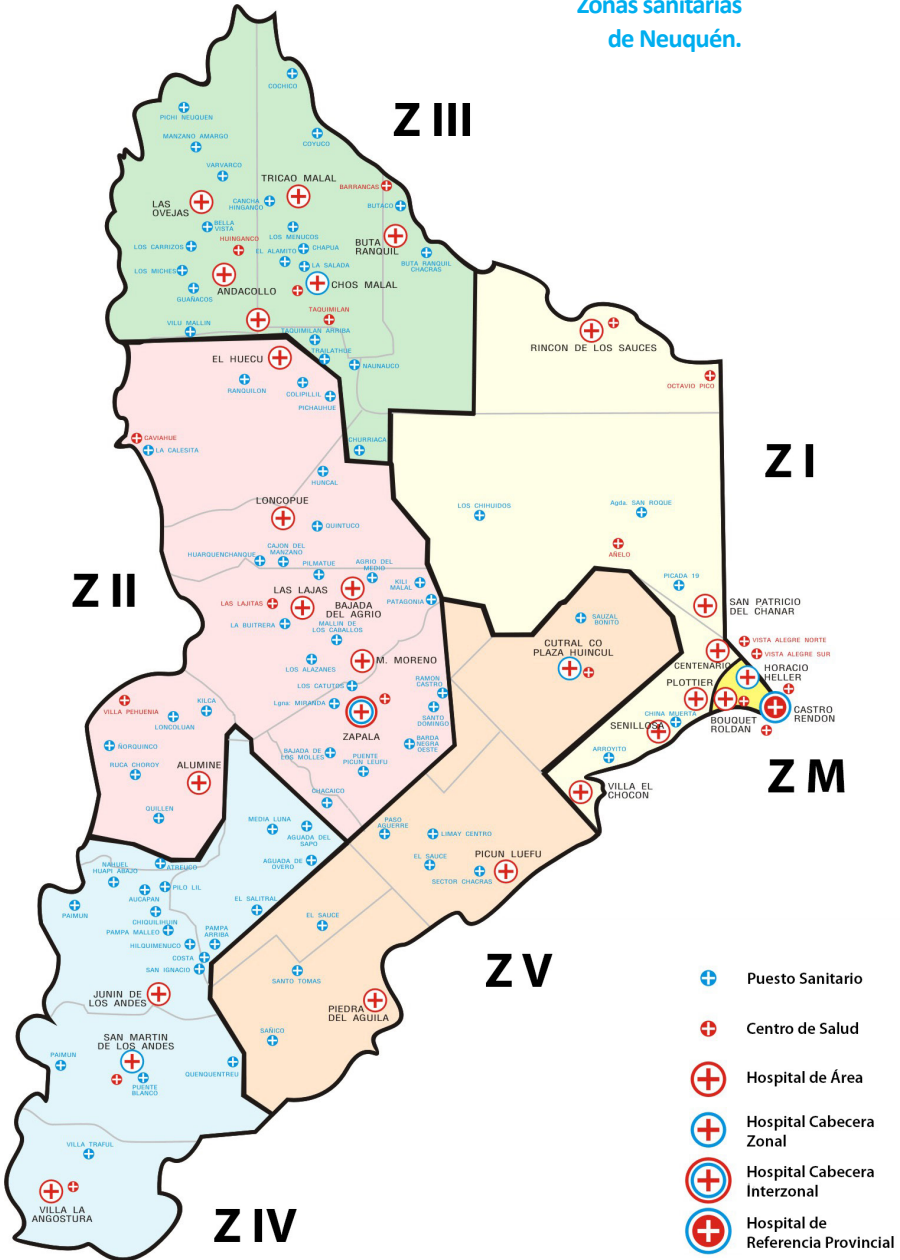 Zonas sanitarias
de Neuquén.
Z III
COCHICO
PICHI NEUQUEN
MANZANO AMARGO
COYUCO
VARVARCO
TRICAO MALAL
BARRANCAS
LAS
OVEJAS
CANCHA
HINGANCO
BUTACO
BELLA
VISTA
LOS MENUCOS
HUINGANCO
LOS CARRIZOS
EL ALAMITO
CHAPUA
BUTA
RANQUIL
BUTA RANQUIL
CHACRAS
LA SALADA
LOS MICHES
ANDACOLLO
CHOS MALAL
GUAÑACOS
TAQUIMILAN
VILU MALLIN
TAQUIMILAN ARRIBA
TRAILATHUE
NAUNAUCO
RINCON DE LOS SAUCES
OCTAVIO PICO
EL HUECU
RANQUILON
COLIPILLIL
PICHAUHUE
CHURRIACA
CAVIAHUE
LA CALESITA
Z I
HUNCAL
LONCOPUE
QUINTUCO
LOS CHIHUIDOS
Agda. SAN ROQUE
AÑELO
HUARQUENCHANQUE
CAJON DEL
MANZANO
PILMATUE
AGRIO DEL
MEDIO
KILI
MALAL
PATAGONIA
PICADA 19
Z II
LAS LAJITAS
LAS LAJAS
BAJADA
DEL AGRIO
SAN PATRICIO
DEL CHANAR
LA BUITRERA
MALLIN DE
LOS CABALLOS
SAUZAL
BONITO
CUTRAL CO
PLAZA HUINCUL
VISTA ALEGRE NORTE
VISTA ALEGRE SUR
CENTENARIO
LOS ALAZANES
M. MORENO
HORACIO
HELLER
PLOTTIER
LOS CATUTOS
RAMON
CASTRO
Lgna. MIRANDA
SANTO
DOMINGO
ZAPALA
CHINA MUERTA
SENILLOSA
BOUQUET
ROLDAN
CASTRO
RENDON
VILLA PEHUENIA
KILCA
LONCOLUAN
ÑORQUINCO
RUCA CHOROY
ALUMINE
BAJADA DE
LOS MOLLES
PUENTE
PICUN LEUFU
BARDA
NEGRA
OESTE
ARROYITO
Z M
VILLA EL
CHOCON
QUILLEN
CHACAICO
MEDIA LUNA
AGUADA DEL
SAPO
PASO
AGUERRE
LIMAY CENTRO
AGUADA DE
OVERO
EL SAUCE
PICUN LUEFU
SECTOR CHACRAS
NAHUEL
HUAPI ABAJO
ATREUCO
PILO LIL
AUCAPAN
PAIMUN
CHIQUILIHUIN
EL SALITRAL
EL SAUCE
PAMPA MALLEO
PAMPA
ARRIBA
HILQUIMENUCO
COSTA
SAN IGNACIO
SANTO TOMAS
Z V
JUNIN DE
LOS ANDES
PIEDRA
DEL AGUILA
SAÑICO
SAN MARTIN
DE LOS ANDES
PAIMUN
PUENTE
BLANCO
QUENQUENTREU
VILLA TRAFUL
VILLA LA
ANGOSTURA
Z IV
Puesto Sanitario
Centro de Salud
Hospital de Área
Hospital Cabecera
Zonal
Hospital Cabecera
Interzonal
Hospital de
Referencia Provincial